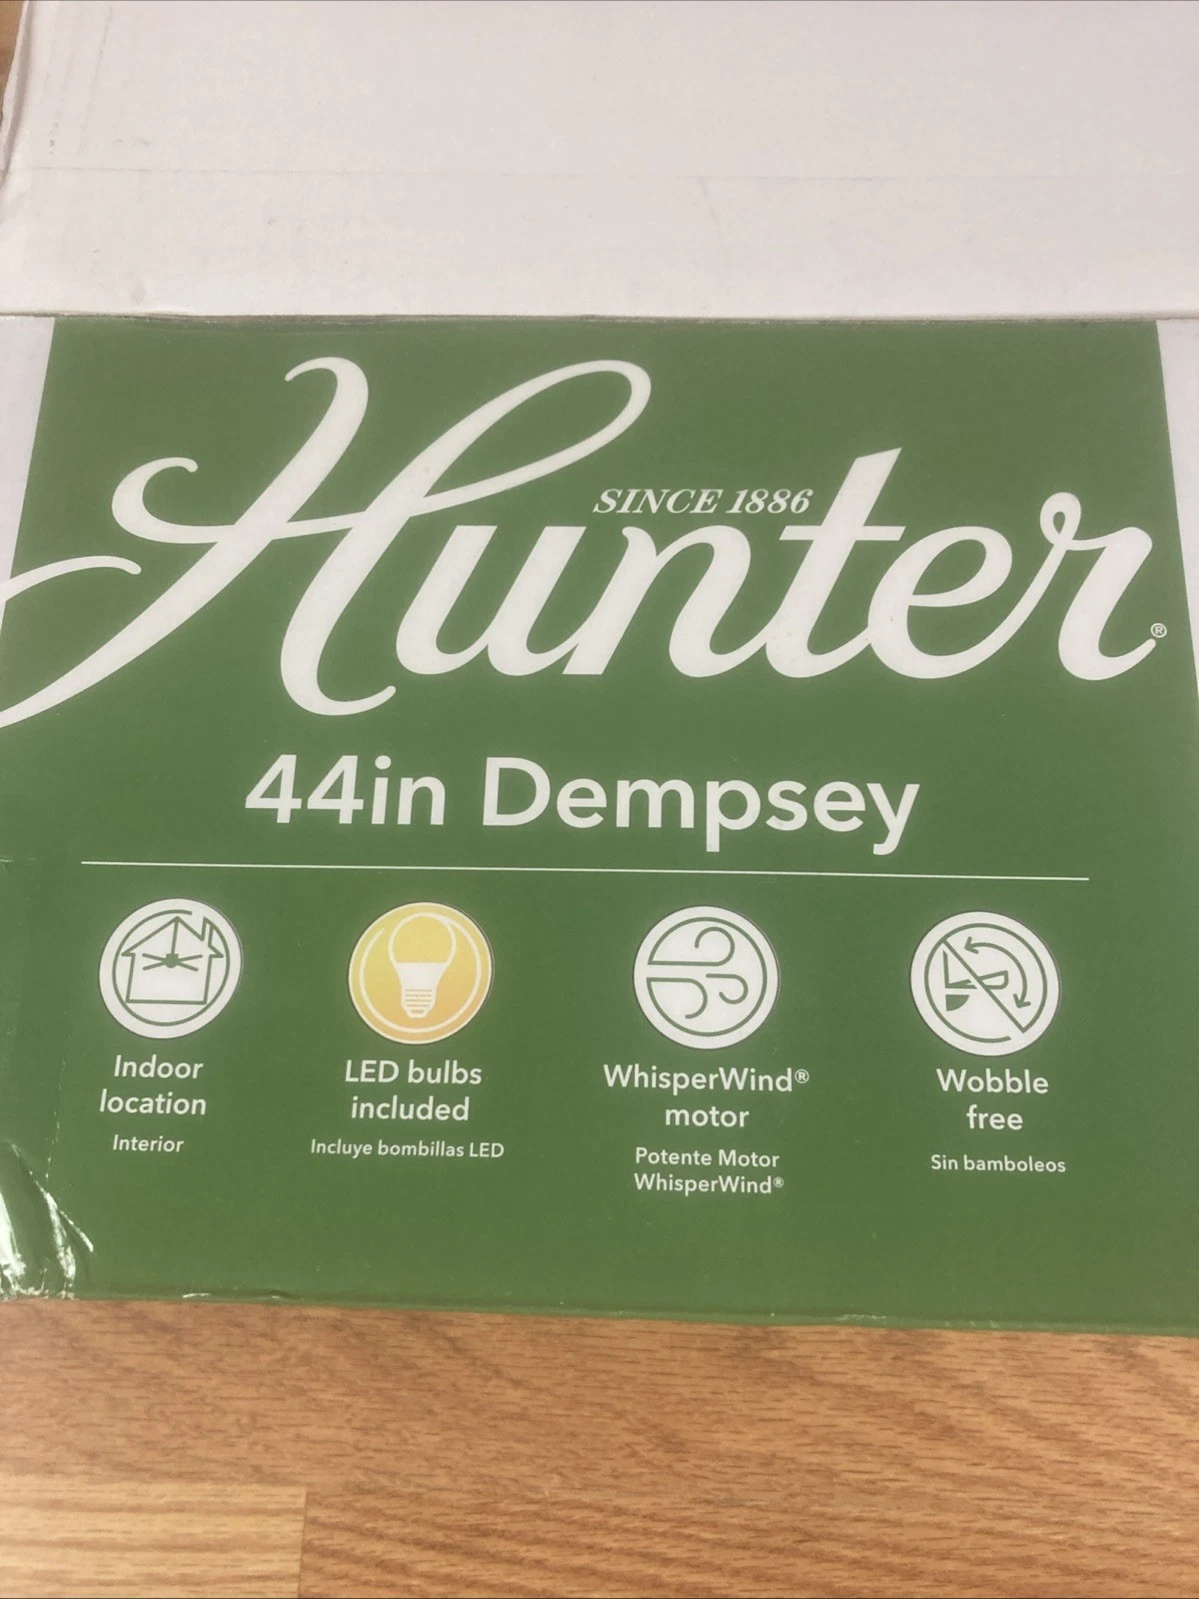 Hunter®
SINCE 1886
44in Dempsey
Indoor
location
Interior
LED bulbs
included
Incluye bombillas LED
WhisperWind®
motor
Potente Motor
WhisperWind®
Wobble
free
Sin bamboleos